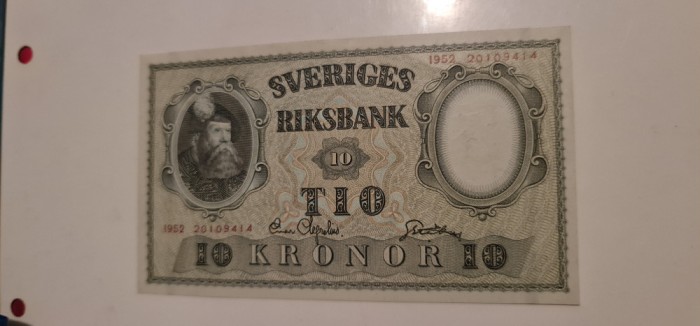 1952 20109414
SVERIGES
RIKSBANK
10
TIO
1952 20109414
10 KRONOR 10